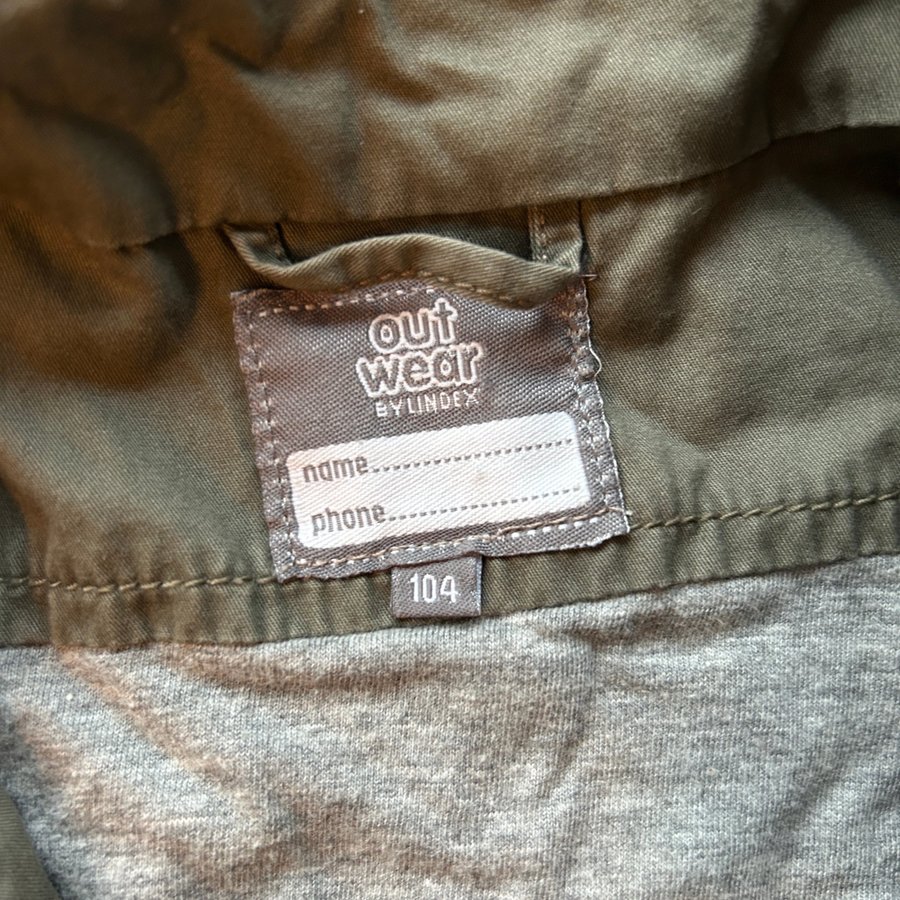 out
wear
BY LINDEX
name....................
phone....................
104